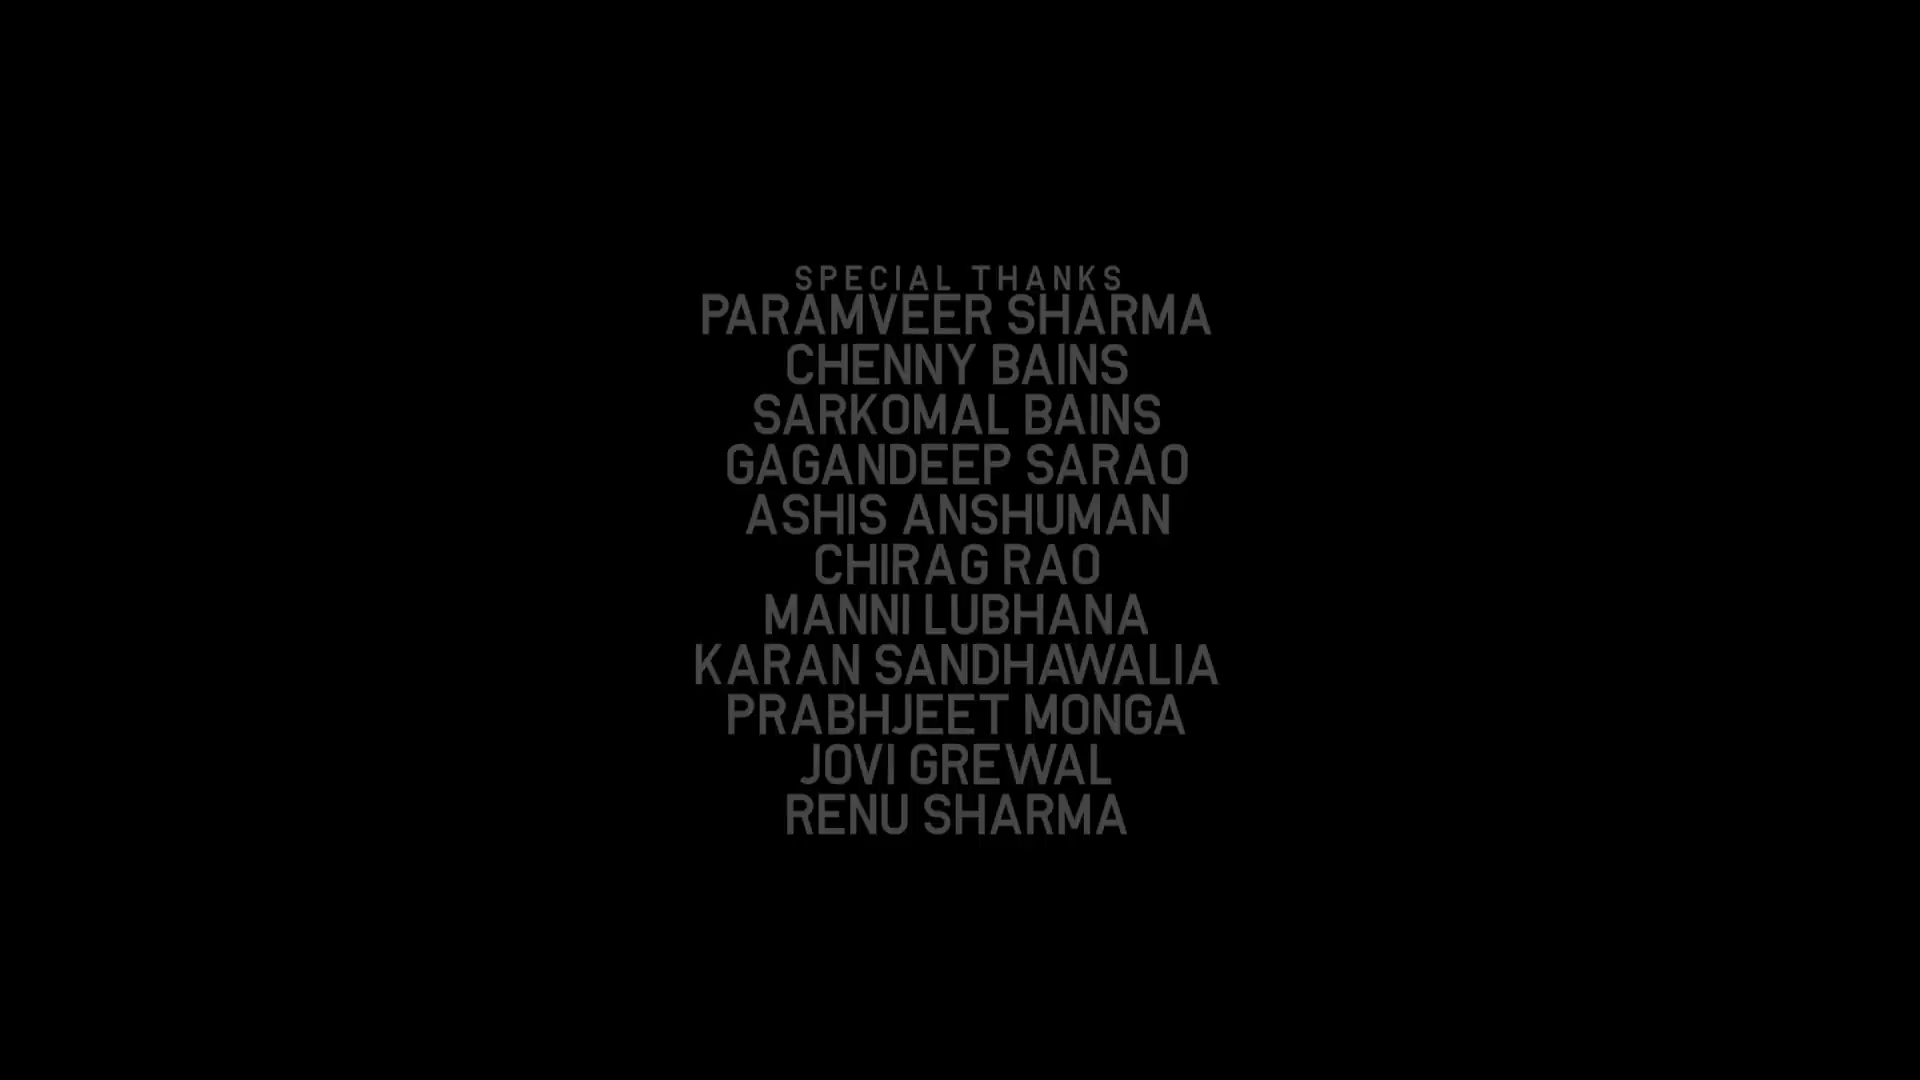 SPECIAL THANKS
PARAMVEER SHARMA
CHENNY BAINS
SARKOMAL BAINS
GAGANDEEP SARAO
ASHIS ANSHUMAN
CHIRAG RAO
MANNI LUBHANA
KARAN SANDHAWALIA
PRABHJEET MONGA
JOVI GREWAL
RENU SHARMA